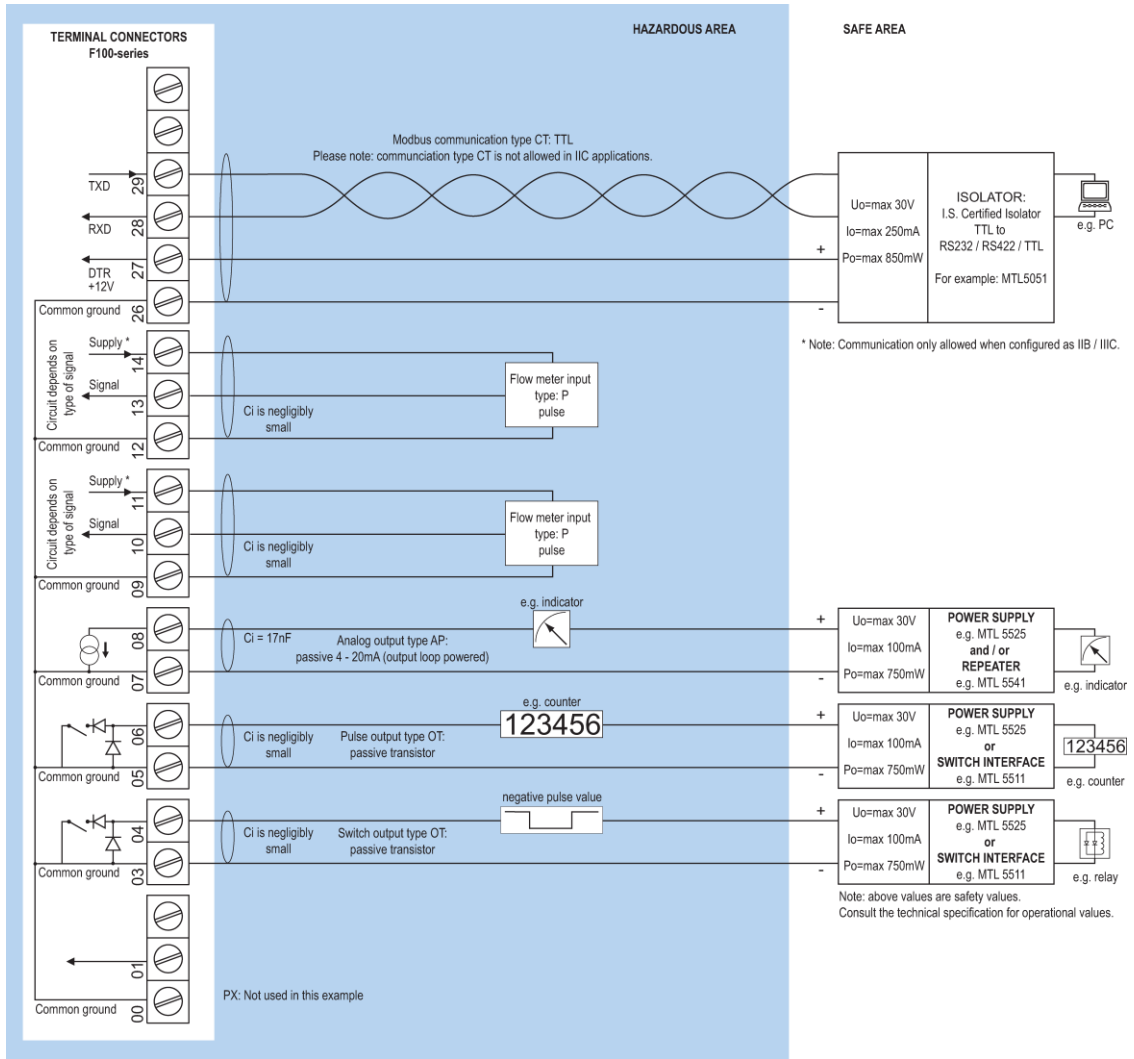 HAZARDOUS AREA
SAFE AREA
TERMINAL CONNECTORS
F100-series
Modbus communication type CT: TTL
Please note: communciation type CT is not allowed in IIC applications.
TXD
29
RXD
28
DTR
+12V
27
+
Common ground
26
-
Uo=max 30V
Io=max 250mA
Po=max 850mW
ISOLATOR:
I.S. Certified Isolator
TTL to
RS232 / RS422 / TTL
For example: MTL5051
e.g. PC
* Note: Communication only allowed when configured as IIB / IIIC.
Circuit depends on
type of signal
Supply *
14
Signal
13
Common ground
12
Ci is negligibly
small
Flow meter input
type: P
pulse
Circuit depends on
type of signal
Supply *
11
Signal
10
Common ground
09
Ci is negligibly
small
Flow meter input
type: P
pulse
08
Common ground
07
Ci = 17nF
Analog output type AP:
passive 4 - 20mA (output loop powered)
e.g. indicator
+
-
Uo=max 30V
Io=max 100mA
Po=max 750mW
POWER SUPPLY
e.g. MTL 5525
and / or
REPEATER
e.g. MTL 5541
e.g. indicator
06
Common ground
05
Ci is negligibly
small
Pulse output type OT:
passive transistor
e.g. counter
123456
+
-
Uo=max 30V
Io=max 100mA
Po=max 750mW
POWER SUPPLY
e.g. MTL 5525
or
SWITCH INTERFACE
e.g. MTL 5511
123456
e.g. counter
04
Common ground
03
Ci is negligibly
small
Switch output type OT:
passive transistor
negative pulse value
+
-
Uo=max 30V
Io=max 100mA
Po=max 750mW
POWER SUPPLY
e.g. MTL 5525
or
SWITCH INTERFACE
e.g. MTL 5511
e.g. relay
Note: above values are safety values.
Consult the technical specification for operational values.
01
Common ground
00
PX: Not used in this example